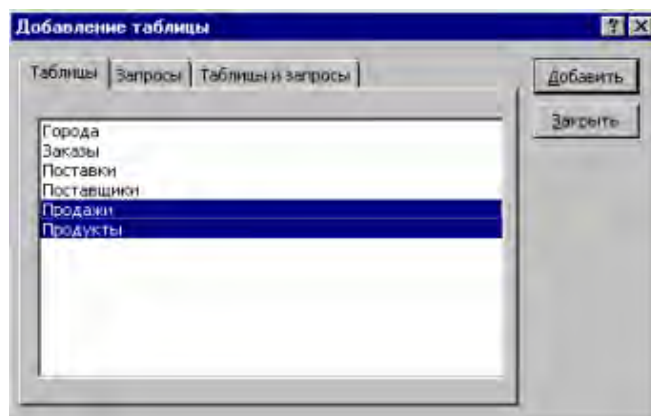 Добавление таблицы
Таблицы Запросы Таблицы и запросы
Добавить
Закрыть
Города
Заказы
Поставки
Поставщики
Продажи
Продукты